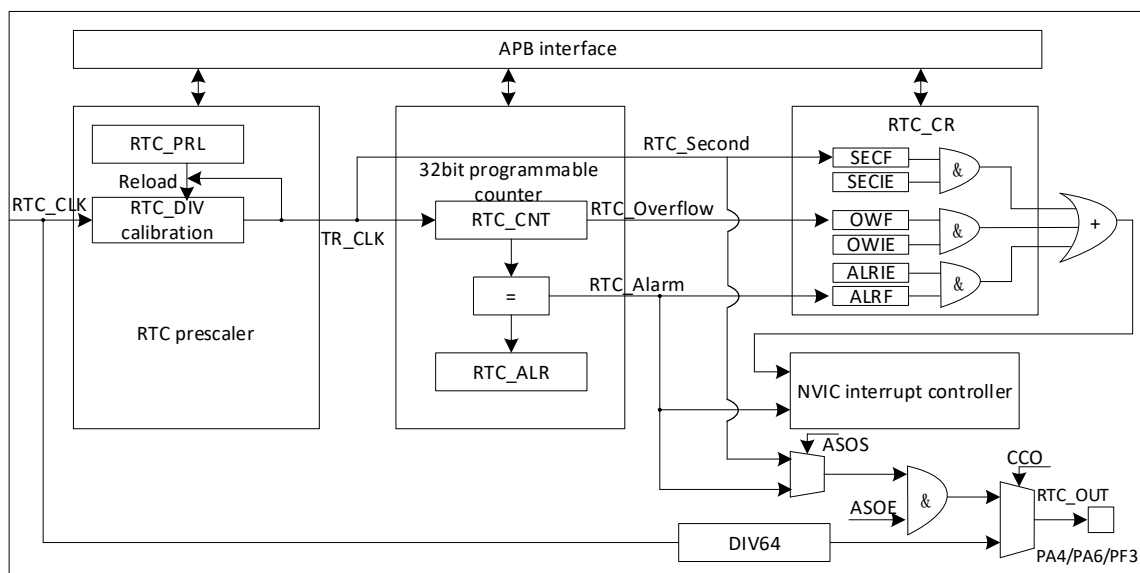 APB interface
RTC_PRL
Reload
RTC_CLK
RTC_DIV
calibration
TR_CLK
RTC prescaler
32bit programmable
counter
RTC_CNT
=
RTC_ALR
RTC_Second
RTC_Overflow
RTC_Alarm
RTC_CR
SECF
SECIE
&
OWF
OWIE
&
ALRIE
ALRF
&
+
NVIC interrupt controller
ASOS
ASOE
&
CCO
RTC_OUT
DIV64
PA4/PA6/PF3